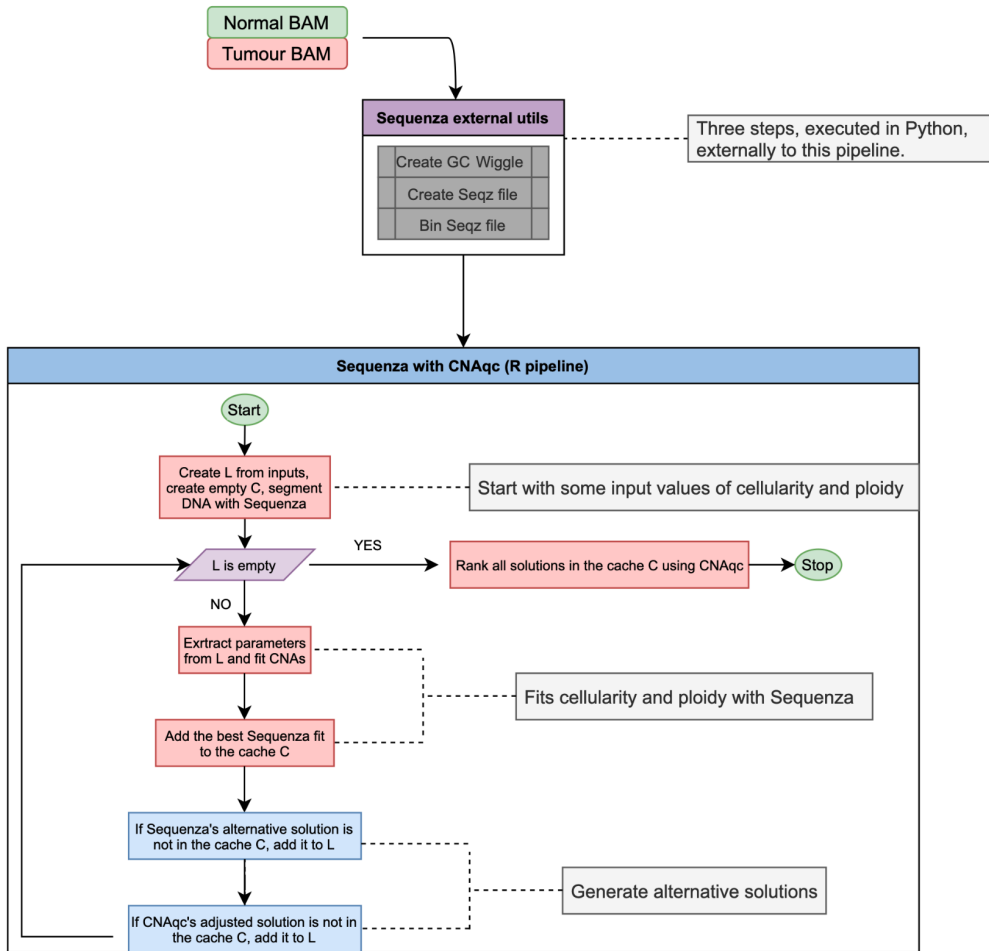 Normal BAM
Tumour BAM
Sequenza external utils
Create GC Wiggle
Create Seqz file
Bin Seqz file
Three steps, executed in Python,
externally to this pipeline.
Sequenza with CNAqc (R pipeline)
Start
Create L from inputs,
create empty C, segment
DNA with Sequenza
Start with some input values of cellularity and ploidy
L is empty
YES
Rank all solutions in the cache C using CNAqc
Stop
NO
Exrtract parameters
from L and fit CNAs
Fits cellularity and ploidy with Sequenza
Add the best Sequenza fit
to the cache C
If Sequenza's alternative solution is
not in the cache C, add it to L
Generate alternative solutions
If CNAqc's adjusted solution is not in
the cache C, add it to L